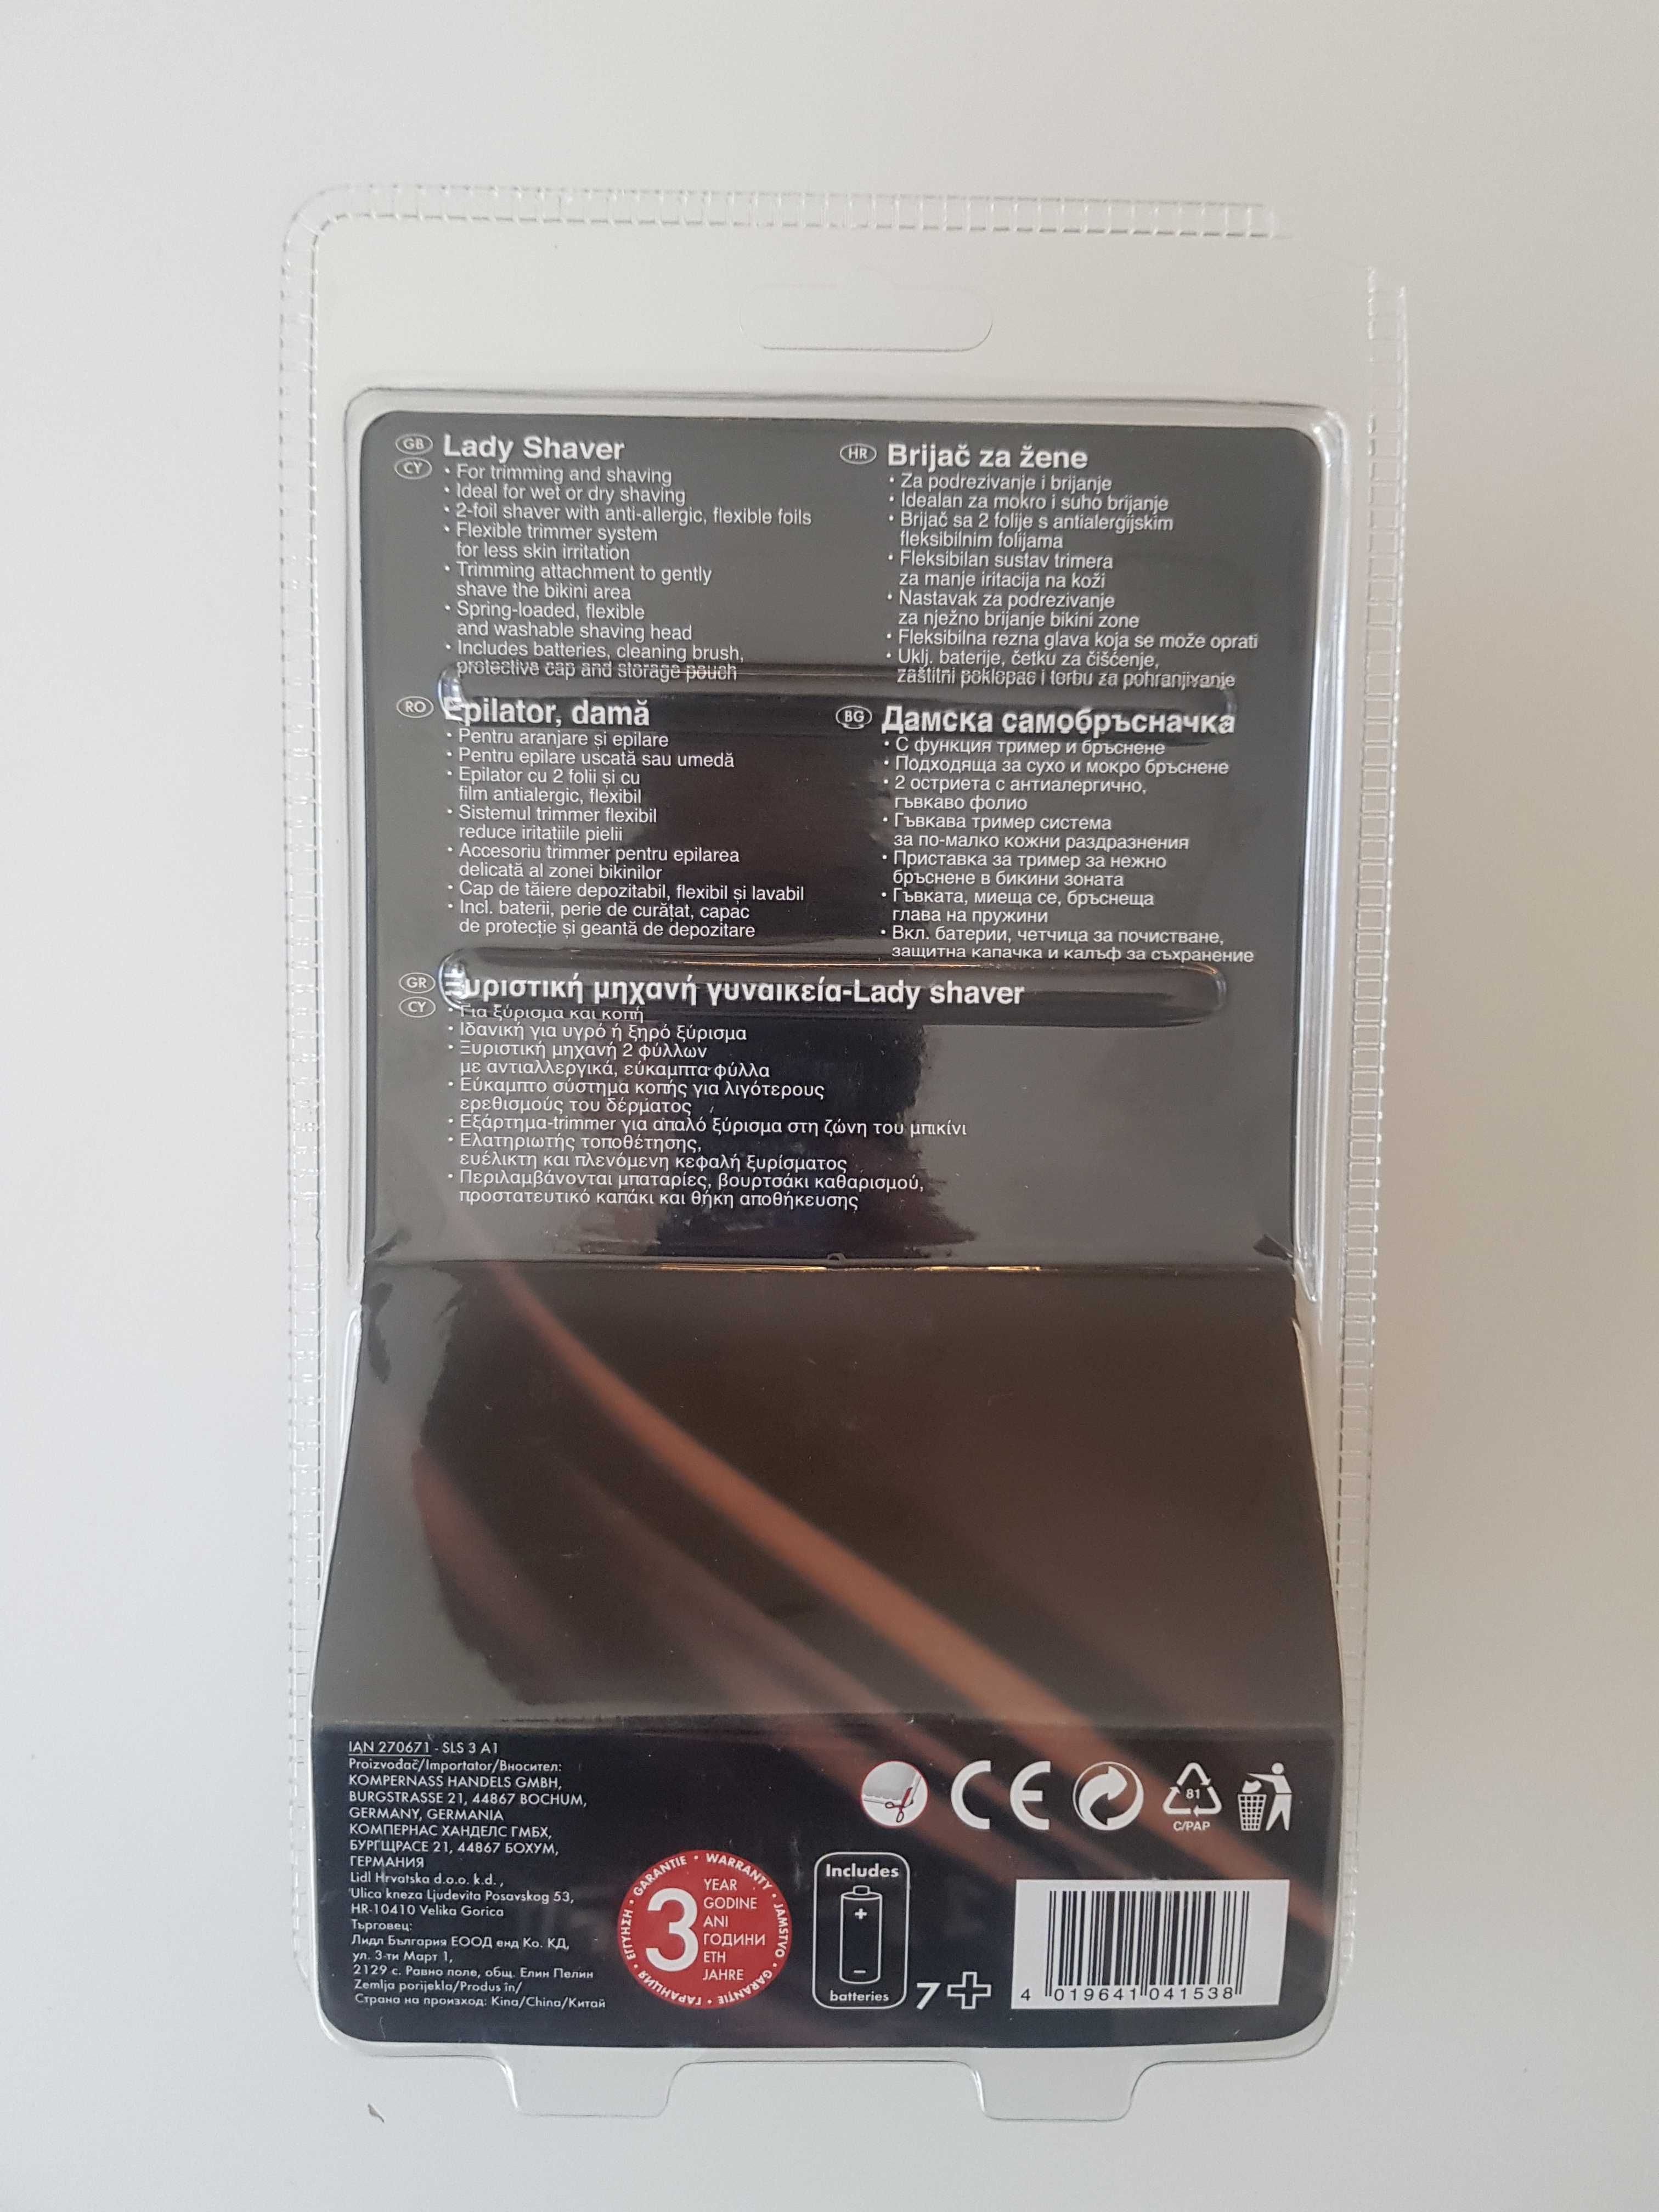 GB Lady Shaver
CY
• For trimming and shaving
• Ideal for wet or dry shaving
• 2-foil shaver with anti-allergic, flexible foils
• Flexible trimmer system
for less skin irritation
• Trimming attachment to gently
shave the bikini area
• Spring-loaded, flexible
and washable shaving head
• Includes batteries, cleaning brush,
protective cap and storage pouch
HR Brijač za žene
• Za podrezivanje i brijanje
• Idealan za mokro i suho brijanje
• Brijač sa 2 folije s antialergijskim
fleksibilnim folijama
• Fleksibilan sustav trimera
za manje iritacija na koži
• Nastavak za podrezivanje
za nježno brijanje bikini zone
• Fleksibilna rezna glava koja se može oprati
• Uklj. baterije, četku za čišćenje,
zaštitni poklopac i torbu za pohranjivanje
RO Epilator, damă
• Pentru aranjare și epilare
• Pentru epilare uscată sau umedă
• Epilator cu 2 folii și cu
film antialergic, flexibil
• Sistemul trimmer flexibil
reduce iritațiile pielii
• Accesoriu trimmer pentru epilarea
delicată al zonei bikinilor
• Cap de tăiere depozitabil, flexibil și lavabil
• Incl. baterii, perie de curățat, capac
de protecție și geantă de depozitare
BG Дамска самобръсначка
• С функция тример и бръснене
• Подходяща за сухо и мокро бръснене
• 2 остриета с антиалергично,
гъвкаво фолио
• Гъвкава тример система
за по-малко кожни раздразнения
• Приставка за тример за нежно
бръснене в бикини зоната
• Гъвката, миеща се, бръснеща
глава на пружини
• Вкл. батерии, четчица за почистване,
защитна капачка и калъф за съхранение
GR Ξυριστική μηχανή γυναικεία-Lady shaver
CY
• Για ξύρισμα και κοπή
• Ιδανική για υγρό ή ξηρό ξύρισμα
• Ξυριστική μηχανή 2 φύλλων
με αντιαλλεργικά, εύκαμπτα φύλλα
• Εύκαμπτο σύστημα κοπής για λιγότερους
ερεθισμούς του δέρματος
• Εξάρτημα-trimmer για απαλό ξύρισμα στη ζώνη του μπικίνι
• Ελατηριωτής τοποθέτησης,
ευέλικτη και πλενόμενη κεφαλή ξυρίσματος
• Περιλαμβάνονται μπαταρίες, βουρτσάκι καθαρισμού,
προστατευτικό καπάκι και θήκη αποθήκευσης
IAN 270671 - SLS 3 A1
Proizvođač/Importator/Вносител:
KOMPERNASS HANDELS GMBH,
BURGSTRASSE 21, 44867 BOCHUM,
GERMANY, GERMANIA
КОМПЕРНАС ХАНДЕЛС ГМБХ,
БУРГЩРАСЕ 21, 44867 БОХУМ,
ГЕРМАНИЯ
Lidl Hrvatska d.o.o. k.d.,
Ulica kneza Ljudevita Posavskog 53,
HR-10410 Velika Gorica
Търговец:
Лидл България ЕООД енд Ко. КД,
ул. 3-ти Март 1,
2129 с. Равно поле, общ. Елин Пелин
Zemlja porijekla/Produs în/
Страна на произход: Kina/China/Китай
GARANTIE • WARRANTY • JAMSTVO • GARANȚIE • ГАРАНЦИЯ • ΕΓΓΥΗΣΗ •
3
YEAR
GODINE
ANI
ГОДИНИ
ΕΤΗ
JAHRE
Includes
+
−
batteries
7+
CE
81
C/PAP
4 019641 041538